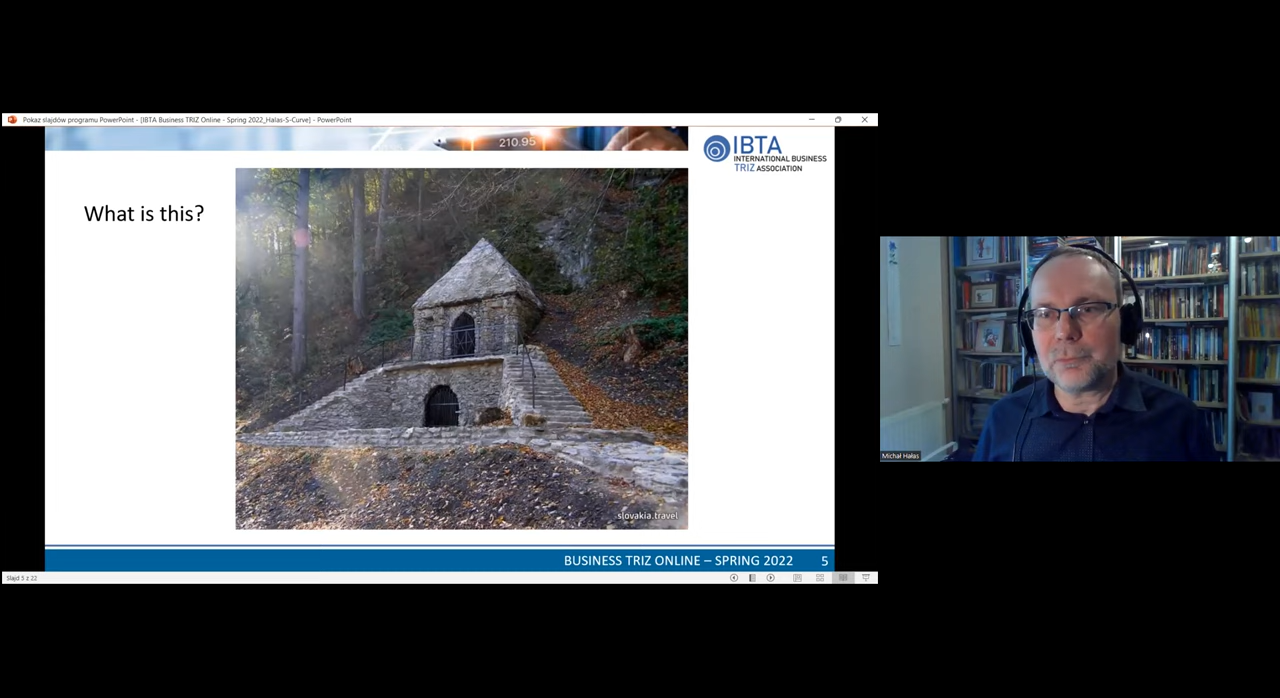 Pokaz slajdów programu PowerPoint - [IBTA Business TRIZ Online - Spring 2022_Halas-S-Curve] - PowerPoint
210.95
IBTA
INTERNATIONAL BUSINESS
TRIZ ASSOCIATION
What is this?
slovakia.travel
Michał Hałas
BUSINESS TRIZ ONLINE – SPRING 2022
5
Slajd 5 z 22